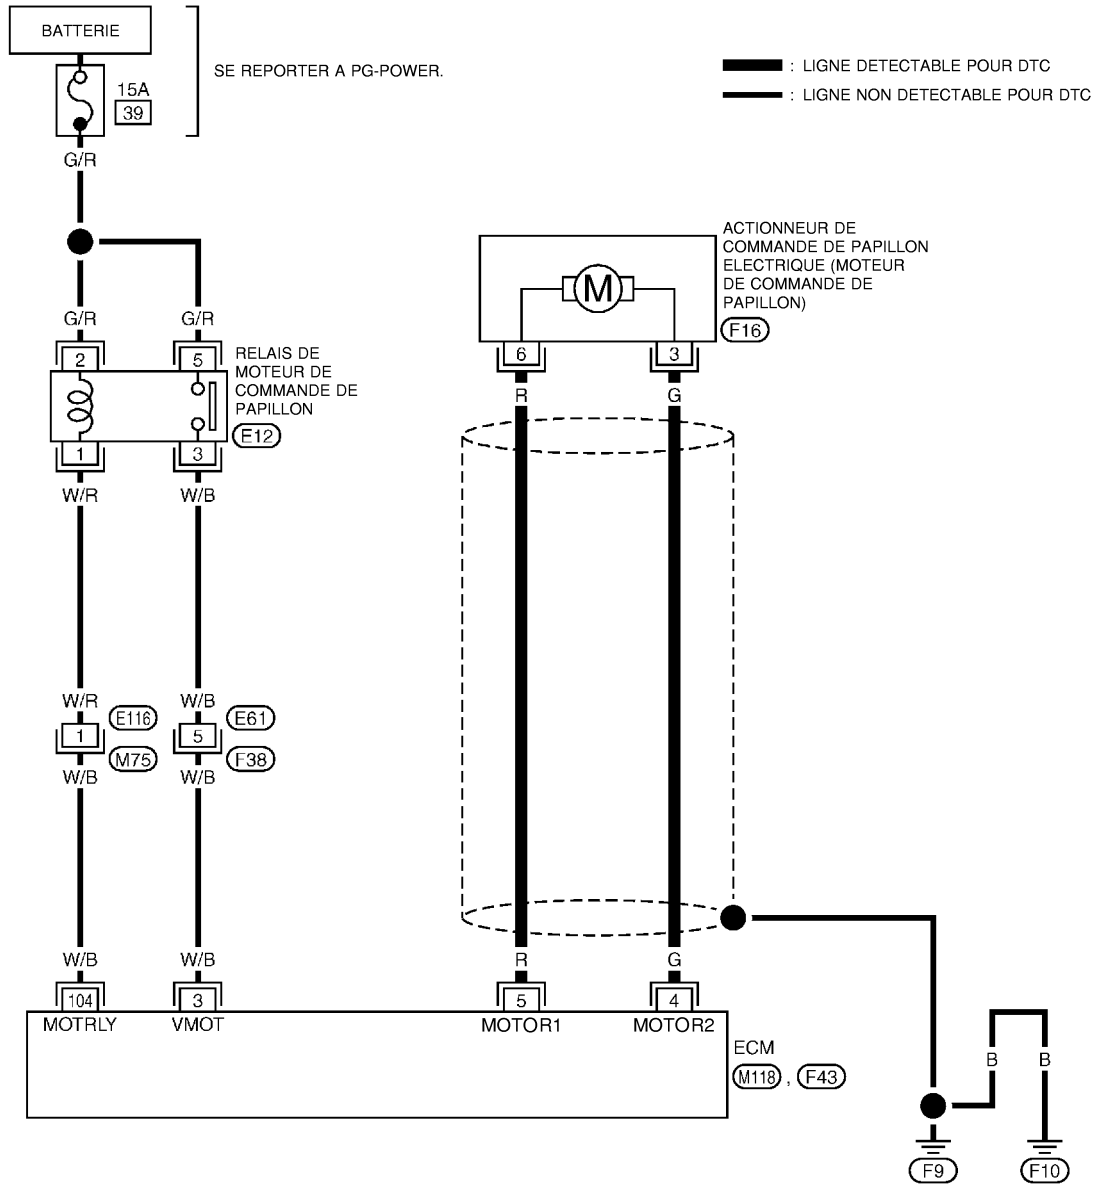 BATTERIE
SE REPORTER A PG-POWER.
: LIGNE DETECTABLE POUR DTC
: LIGNE NON DETECTABLE POUR DTC
15A
39
G/R
ACTIONNEUR DE
COMMANDE DE PAPILLON
ELECTRIQUE (MOTEUR
DE COMMANDE DE
PAPILLON)
F16
M
G/R
G/R
2
5
RELAIS DE
MOTEUR DE
COMMANDE DE
PAPILLON
E12
6
3
R
G
1
3
W/R
W/B
W/R
W/B
E116
E61
1
5
M75
F38
W/B
W/B
W/B
W/B
R
G
104
3
5
4
MOTRLY
VMOT
MOTOR1
MOTOR2
ECM
M118 , F43
B
B
F9
F10